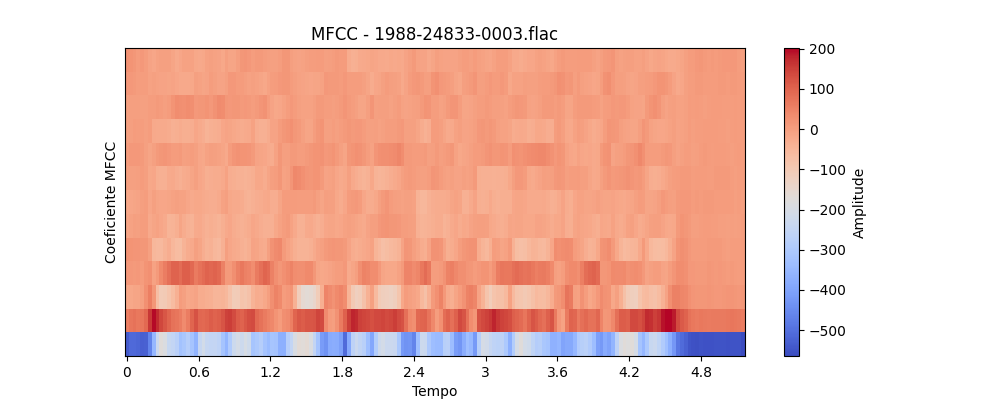 MFCC - 1988-24833-0003.flac
Coeficiente MFCC
0 0.6 1.2 1.8 2.4 3 3.6 4.2 4.8
Tempo
200
100
0
−100
−200
−300
−400
−500
Amplitude